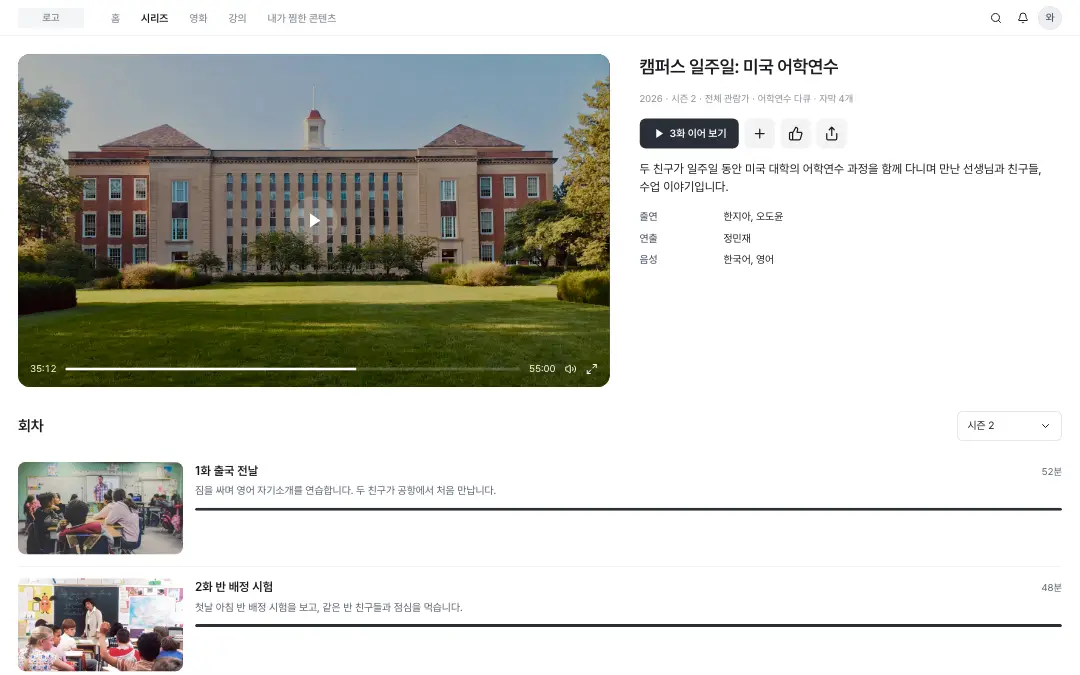 로고
홈
시리즈
영화
강의
내가 찜한 콘텐츠
와
캠퍼스 일주일: 미국 어학연수
2026 · 시즌 2 · 전체 관람가 · 어학연수 다큐 · 자막 4개
3화 이어 보기
두 친구가 일주일 동안 미국 대학의 어학연수 과정을 함께 다니며 만난 선생님과 친구들,
수업 이야기입니다.
출연 한지아, 오도윤
연출 정민재
음성 한국어, 영어
35:12
55:00
회차
시즌 2
1화 출국 전날
52분
짐을 싸며 영어 자기소개를 연습합니다. 두 친구가 공항에서 처음 만납니다.
2화 반 배정 시험
48분
첫날 아침 반 배정 시험을 보고, 같은 반 친구들과 점심을 먹습니다.